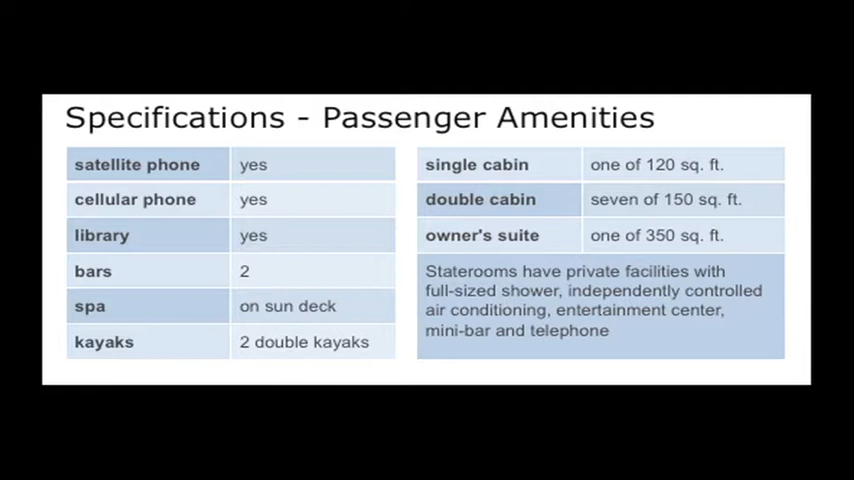 Specifications - Passenger Amenities
satellite phone yes
cellular phone yes
library yes
bars 2
spa on sun deck
kayaks 2 double kayaks
single cabin one of 120 sq. ft.
double cabin seven of 150 sq. ft.
owner's suite one of 350 sq. ft.
Staterooms have private facilities with
full-sized shower, independently controlled
air conditioning, entertainment center,
mini-bar and telephone